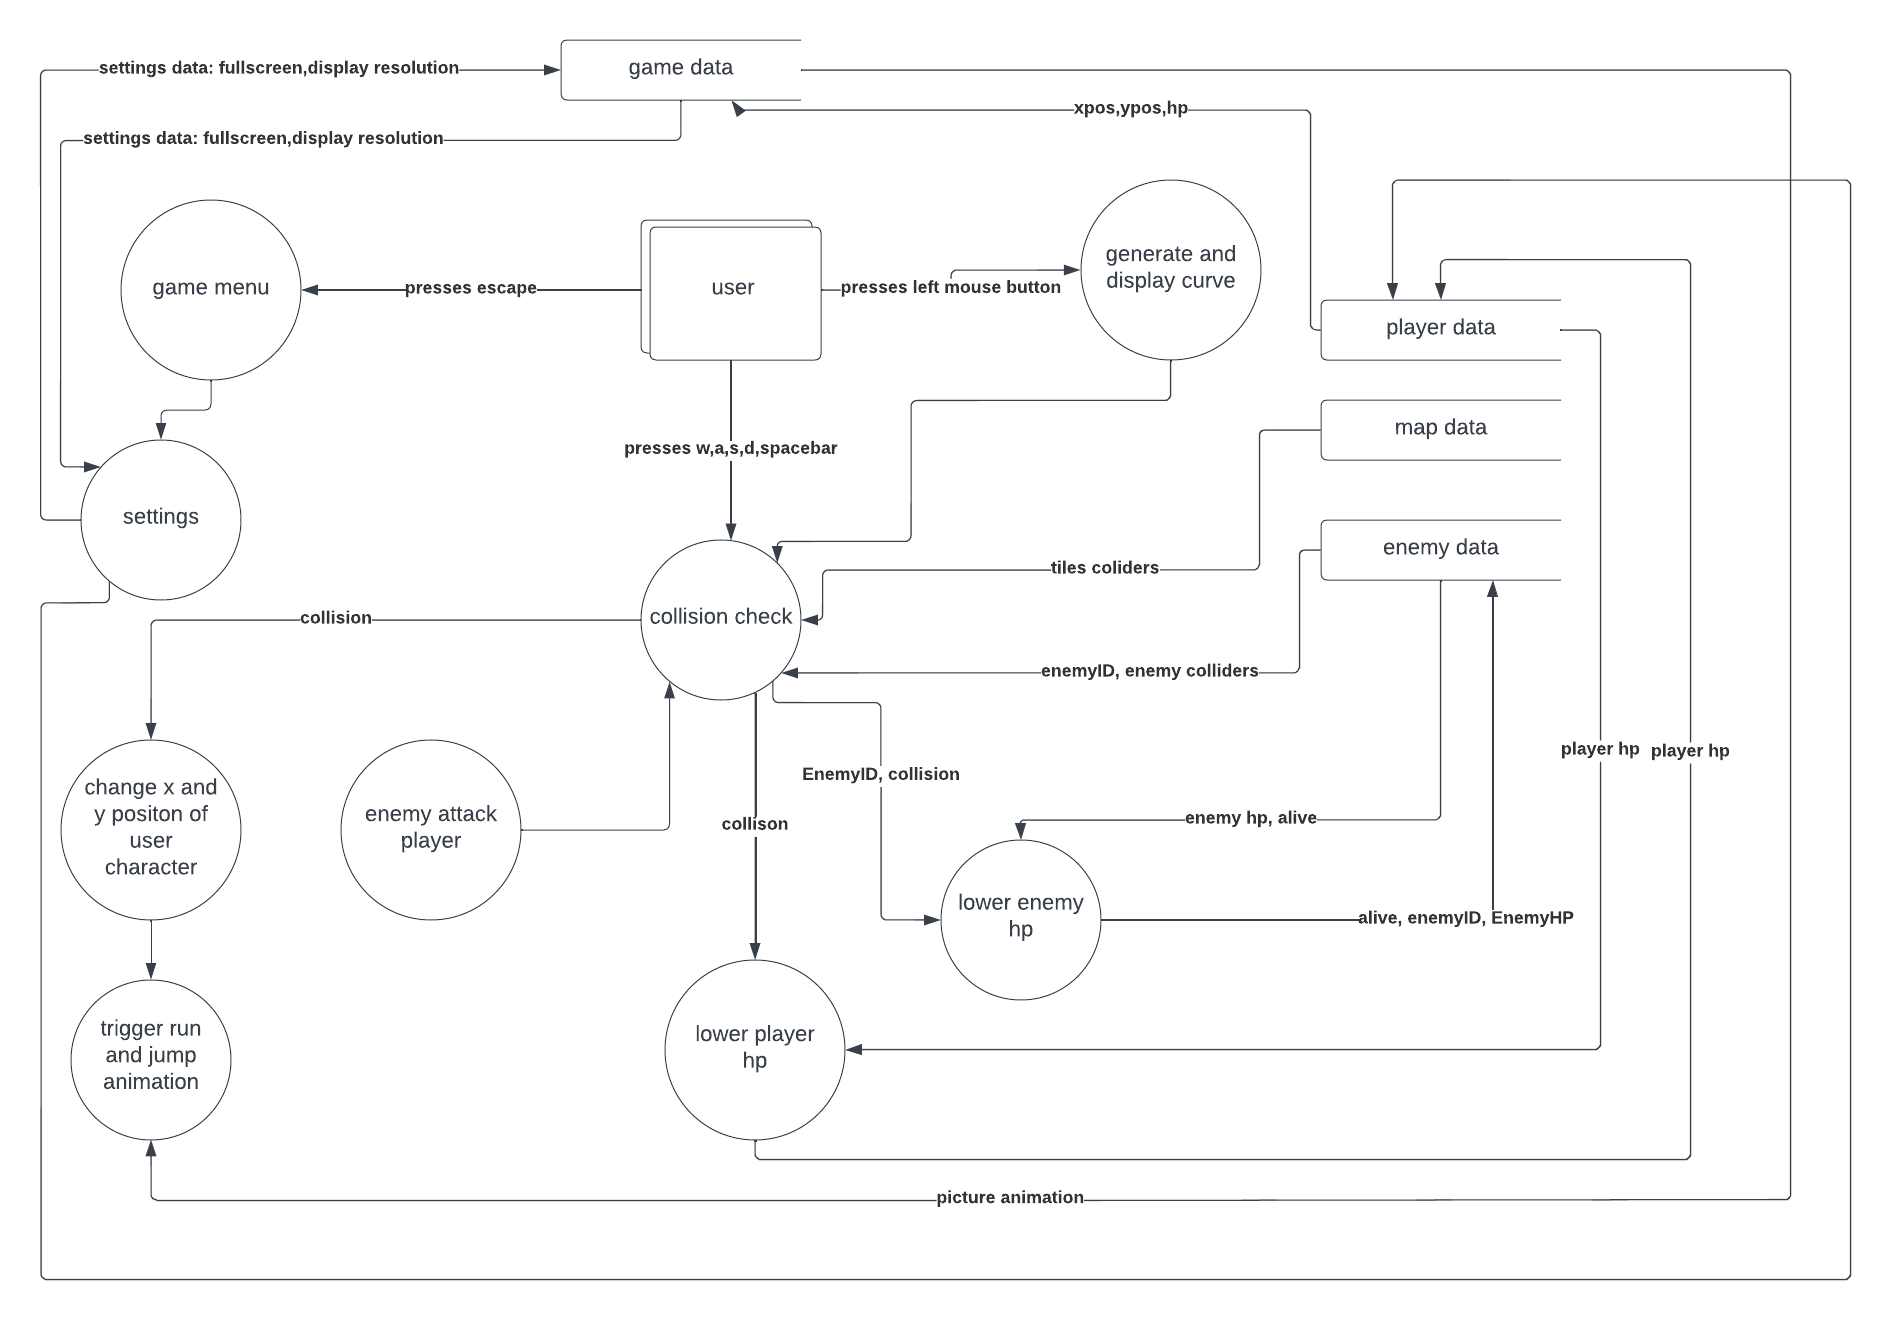 settings data: fullscreen,display resolution
game data
xpos,ypos,hp
settings data: fullscreen,display resolution
game menu
presses escape
user
presses left mouse button
generate and
display curve
player data
map data
presses w,a,s,d,spacebar
settings
enemy data
tiles coliders
collision
collision check
enemyID, enemy colliders
player hp
player hp
EnemyID, collision
change x and
y positon of
user
character
enemy attack
player
collison
enemy hp, alive
lower enemy
hp
alive, enemyID, EnemyHP
trigger run
and jump
animation
lower player
hp
picture animation